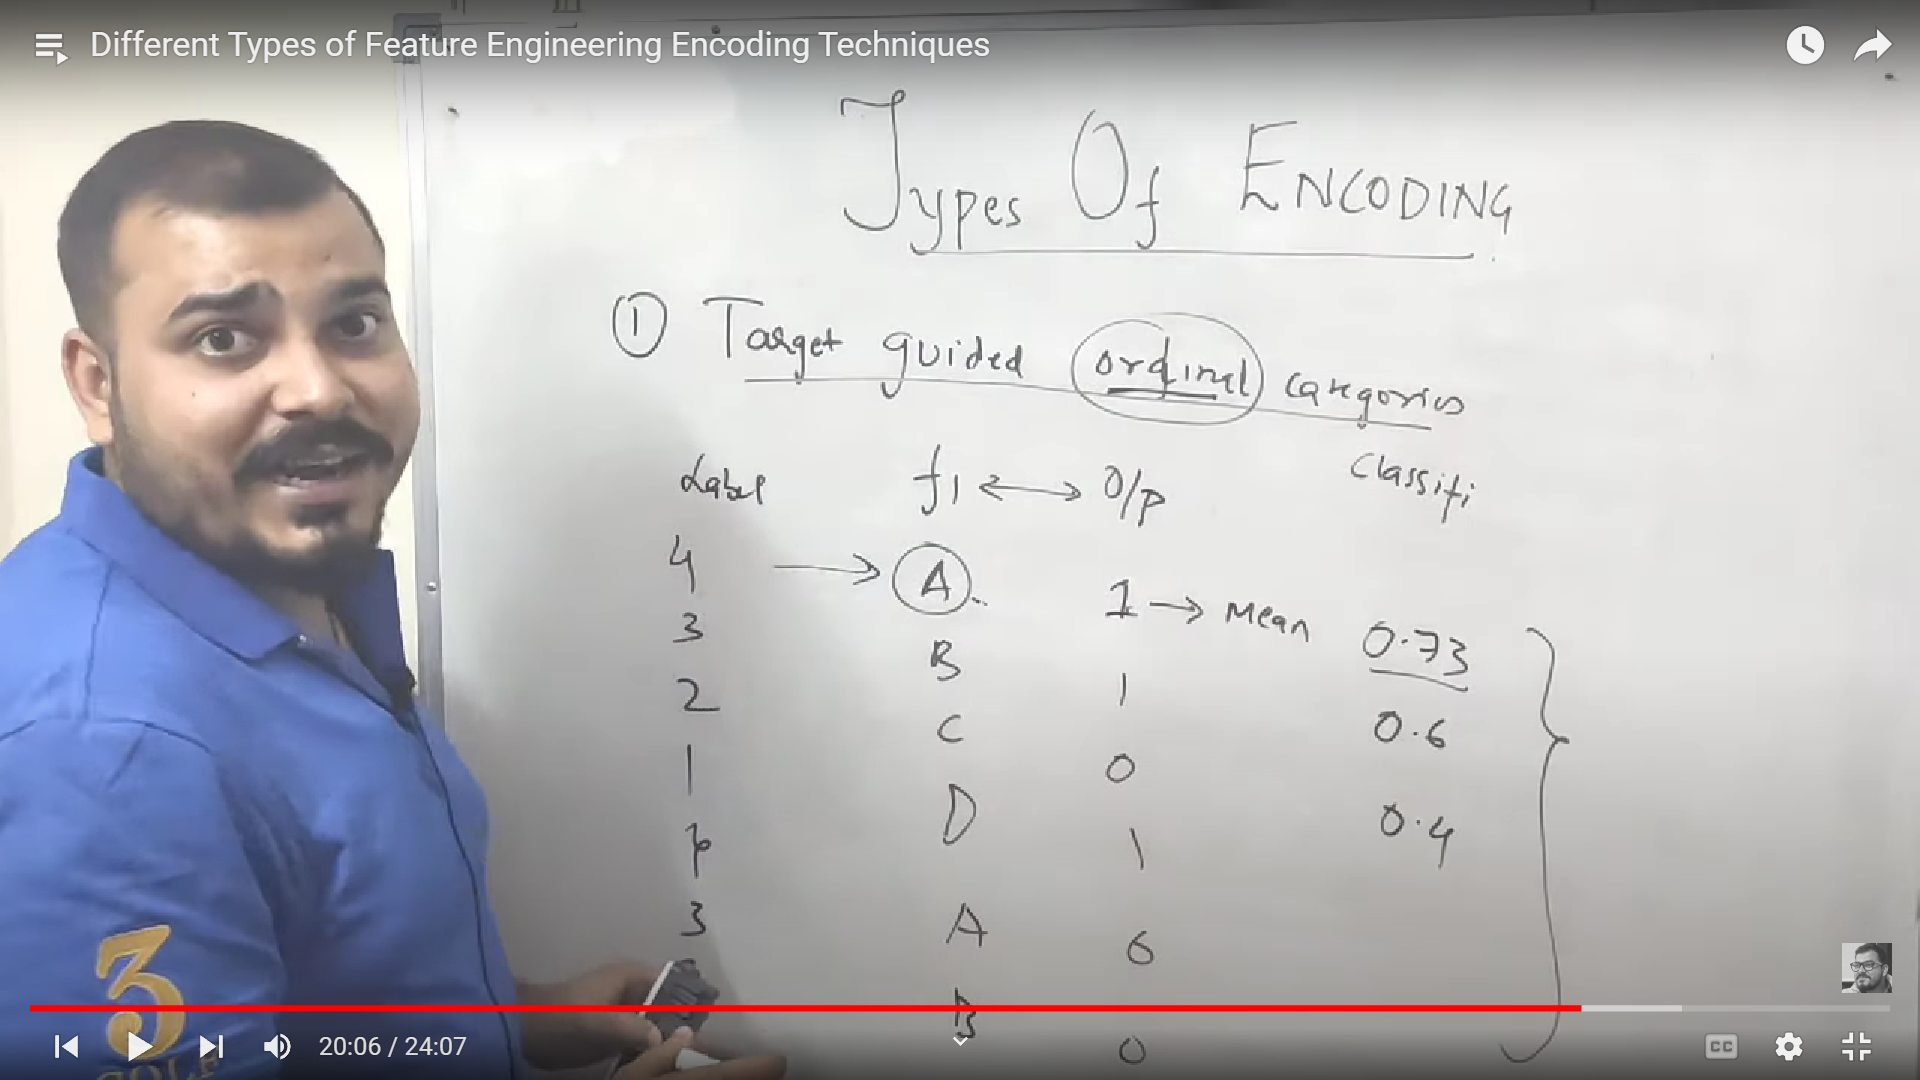 Different Types of Feature Engineering Encoding Techniques
Types Of ENCODING
① Target guided ordinal categories
Classifi
Label f1 ↔ O/p
4 → A 1 → Mean 0.73
3 B 1 0.6
2 C 0 0.4
1 D 1
A 0
3 B 0
3
GOLF
20:06 / 24:07
CC